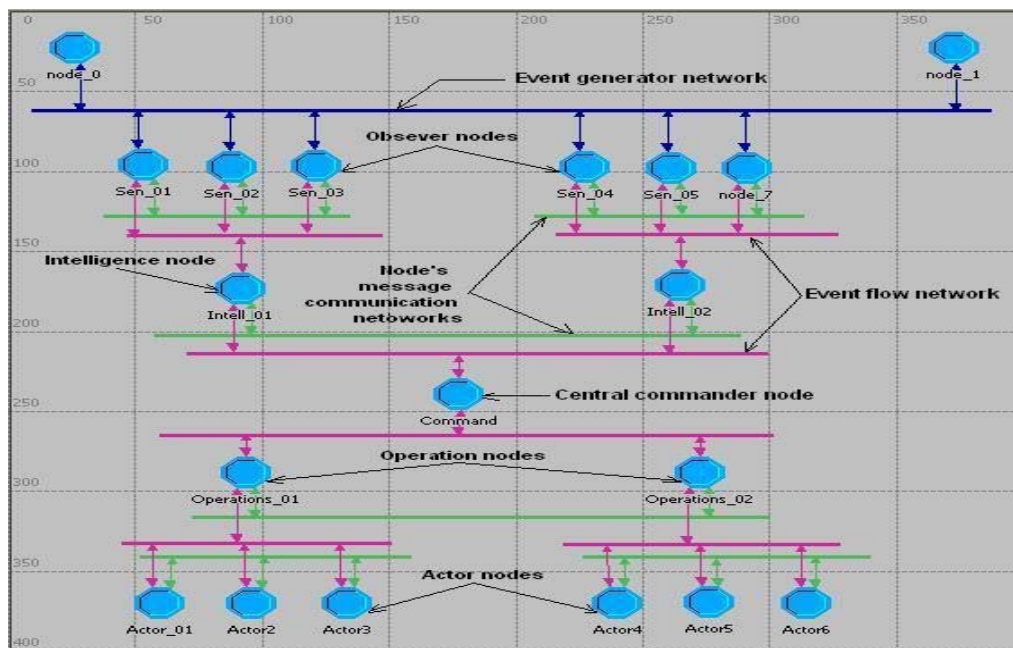 0 50 100 150 200 250 300 350
node_0
node_1
Event generator network
50
Obsever nodes
100
Sen_01 Sen_02 Sen_03 Sen_04 Sen_05 node_7
150
Intelligence node
Node's
message
communication
netoworks
Event flow network
Intell_01
Intell_02
200
Central commander node
250
Command
Operation nodes
300
Operations_01
Operations_02
350
Actor nodes
Actor_01 Actor2 Actor3 Actor4 Actor5 Actor6
400